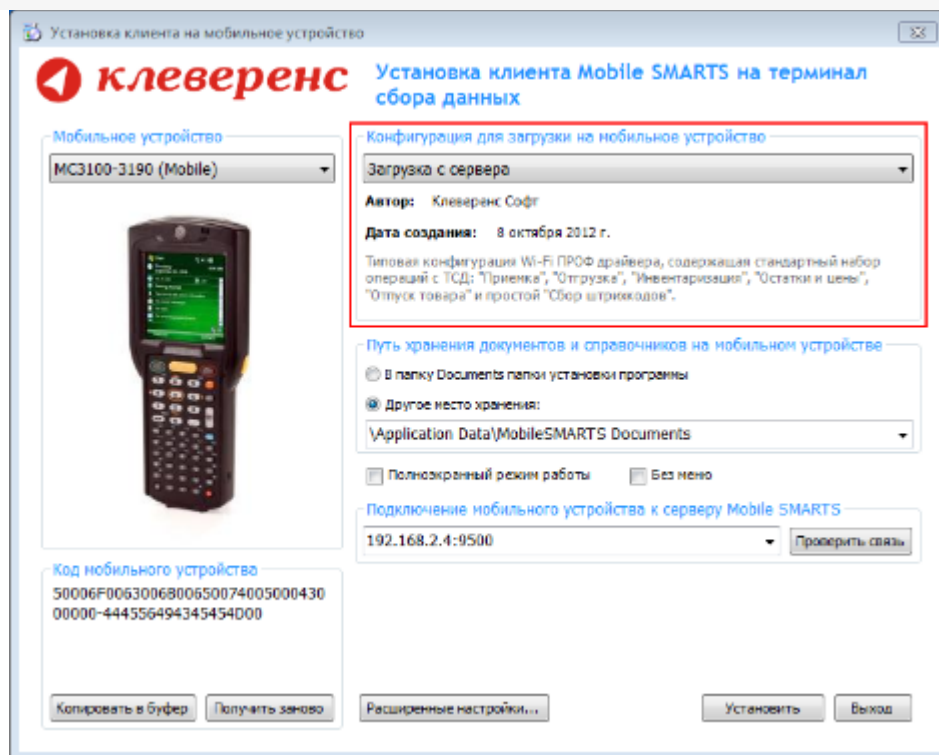 Установка клиента на мобильное устройство
клеверенс
Установка клиента Mobile SMARTS на терминал
сбора данных
Мобильное устройство
MC3100-3190 (Mobile)
Конфигурация для загрузки на мобильное устройство
Загрузка с сервера
Автор: Клеверенс Софт
Дата создания: 8 октября 2012 г.
Типовая конфигурация Wi-Fi ПРОФ драйвера, содержащая стандартный набор
операций с ТСД: "Приемка", "Отгрузка", "Инвентаризация", "Остатки и цены",
"Отпуск товара" и простой "Сбор штрихкодов".
Путь хранения документов и справочников на мобильном устройстве
В папку Documents папки установки программы
Другое место хранения:
\Application Data\MobileSMARTS Documents
Полноэкранный режим работы
Без меню
Подключение мобильного устройства к серверу Mobile SMARTS
192.168.2.4:9500
Проверить связь
Код мобильного устройства
50006F0063006B00650074005000430
00000-444556494345454D00
Копировать в буфер
Получить заново
Расширенные настройки...
Установить
Выход